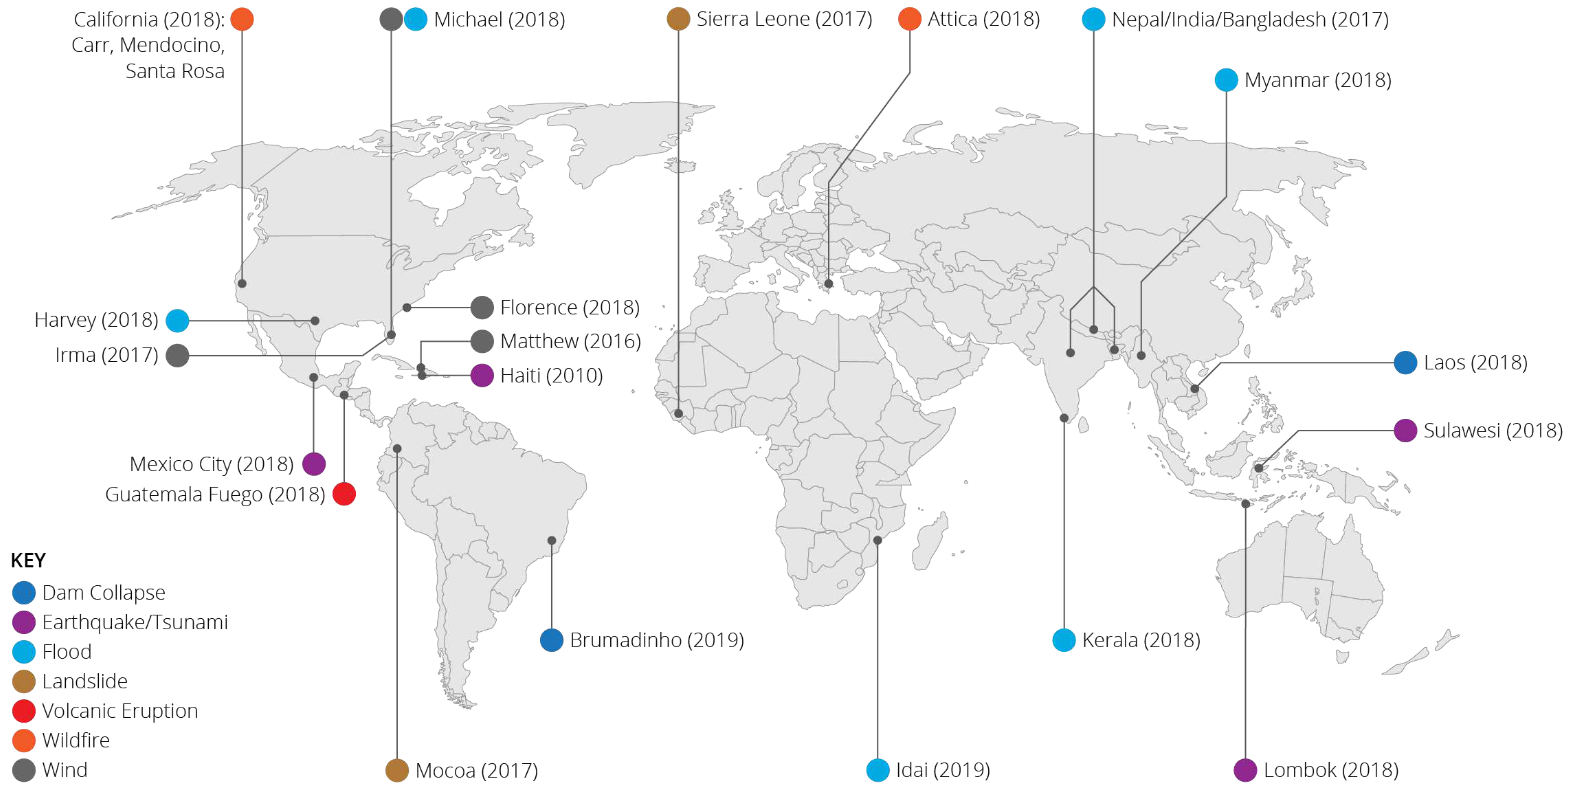 California (2018):
Carr, Mendocino,
Santa Rosa
Michael (2018)
Sierra Leone (2017)
Attica (2018)
Nepal/India/Bangladesh (2017)
Myanmar (2018)
Harvey (2018)
Irma (2017)
Florence (2018)
Matthew (2016)
Haiti (2010)
Laos (2018)
Sulawesi (2018)
Mexico City (2018)
Guatemala Fuego (2018)
Brumadinho (2019)
Kerala (2018)
Mocoa (2017)
Idai (2019)
Lombok (2018)
KEY
Dam Collapse
Earthquake/Tsunami
Flood
Landslide
Volcanic Eruption
Wildfire
Wind